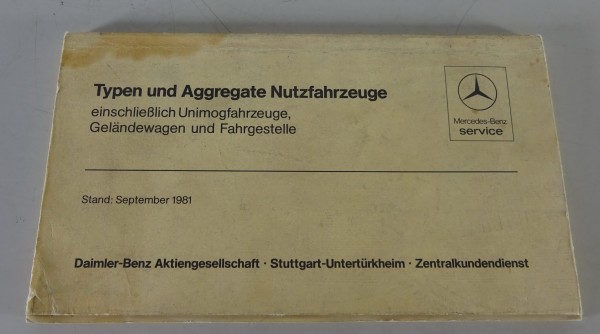 Typen und Aggregate Nutzfahrzeuge
einschließlich Unimogfahrzeuge,
Geländewagen und Fahrgestelle
Mercedes-Benz
service
Stand: September 1981
Daimler-Benz Aktiengesellschaft · Stuttgart-Untertürkheim · Zentralkundendienst